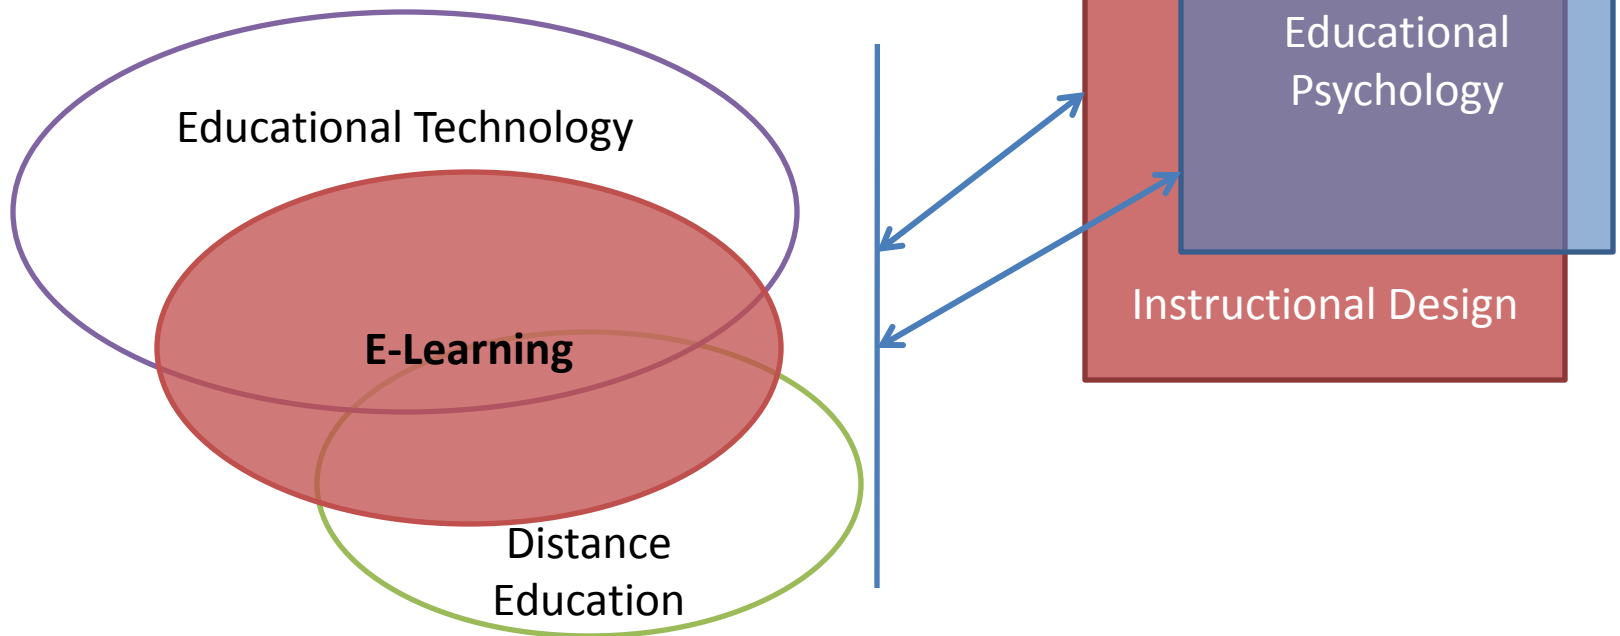 Educational Technology
E-Learning
Distance
Education
Educational
Psychology
Instructional Design